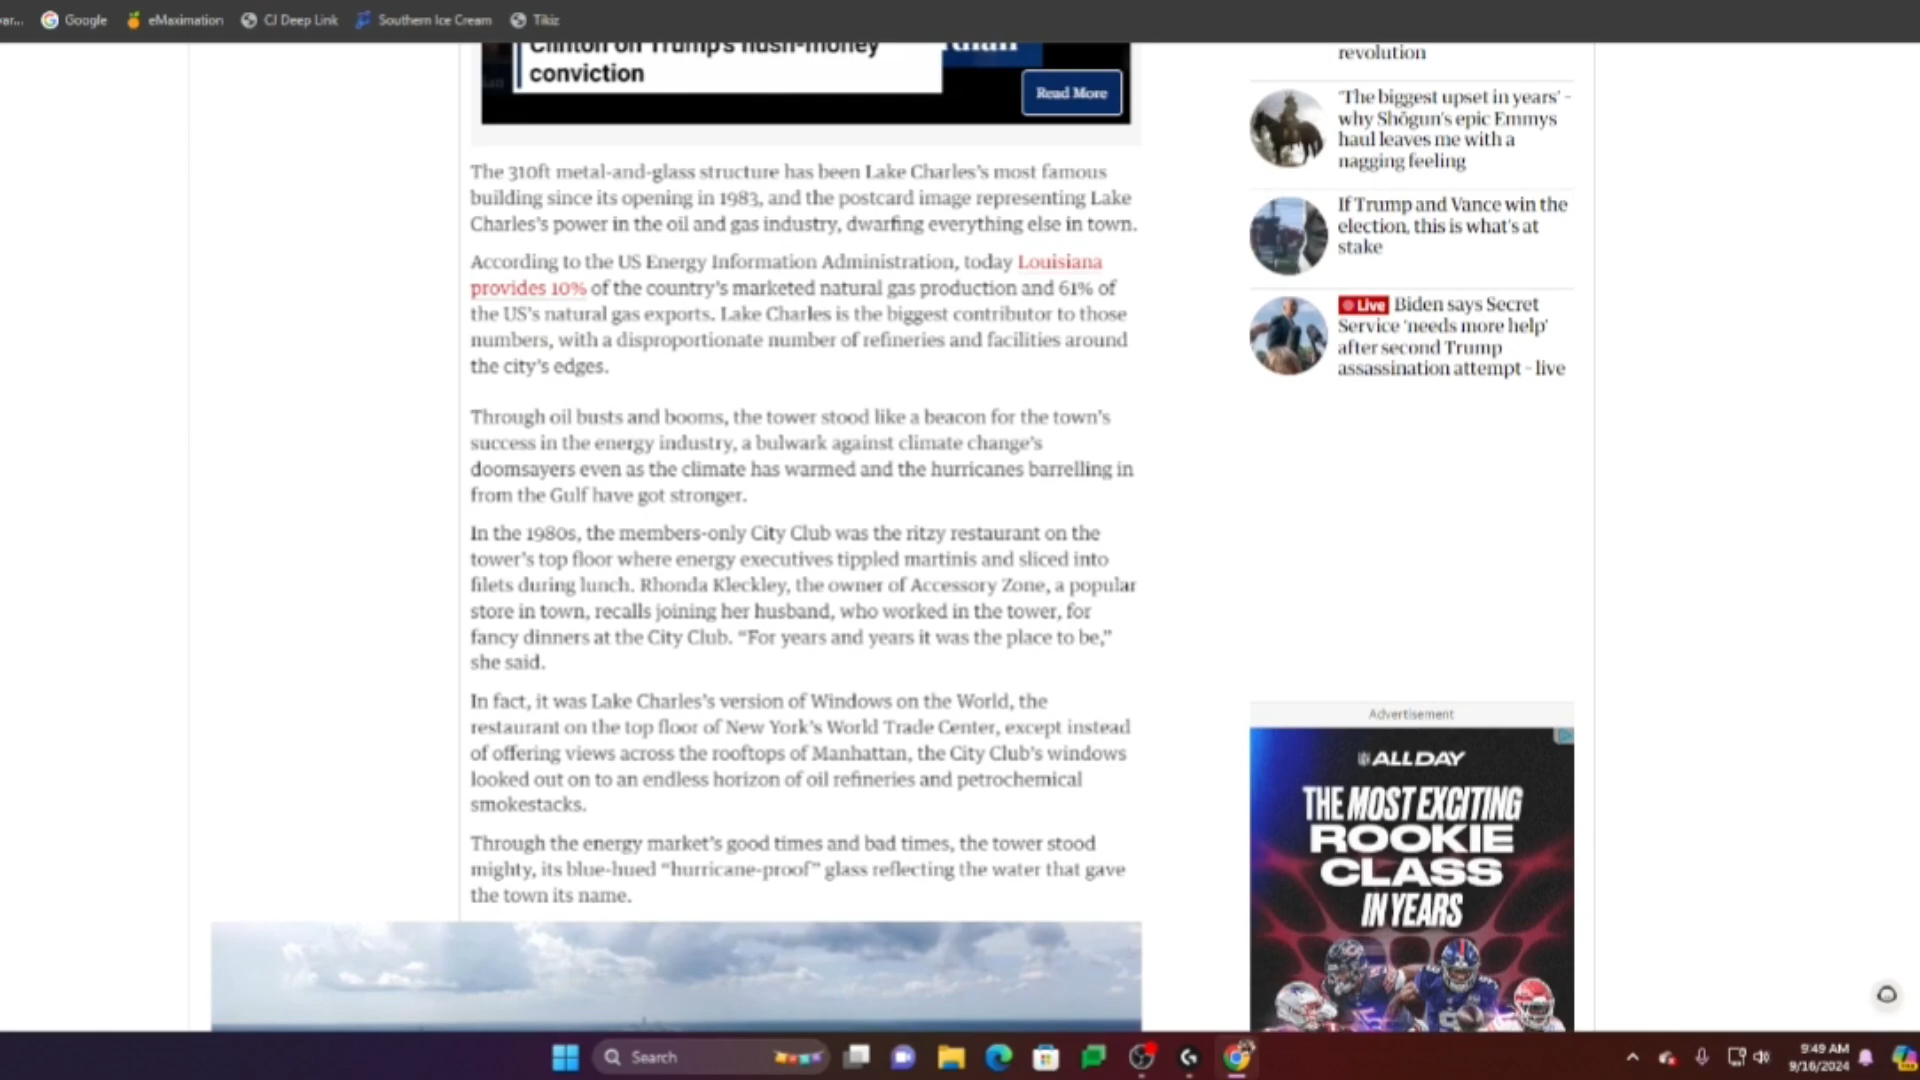 Google
eMaximation
CJ Deep Link
Southern Ice Cream
Tikiz
Clinton on Trump's hush-money
conviction
Read More
The 310ft metal-and-glass structure has been Lake Charles's most famous
building since its opening in 1983, and the postcard image representing Lake
Charles's power in the oil and gas industry, dwarfing everything else in town.
According to the US Energy Information Administration, today Louisiana
provides 10% of the country's marketed natural gas production and 61% of
the US's natural gas exports. Lake Charles is the biggest contributor to those
numbers, with a disproportionate number of refineries and facilities around
the city's edges.
Through oil busts and booms, the tower stood like a beacon for the town's
success in the energy industry, a bulwark against climate change's
doomsayers even as the climate has warmed and the hurricanes barrelling in
from the Gulf have got stronger.
In the 1980s, the members-only City Club was the ritzy restaurant on the
tower's top floor where energy executives tippled martinis and sliced into
filets during lunch. Rhonda Kleckley, the owner of Accessory Zone, a popular
store in town, recalls joining her husband, who worked in the tower, for
fancy dinners at the City Club. “For years and years it was the place to be,”
she said.
In fact, it was Lake Charles's version of Windows on the World, the
restaurant on the top floor of New York's World Trade Center, except instead
of offering views across the rooftops of Manhattan, the City Club's windows
looked out on to an endless horizon of oil refineries and petrochemical
smokestacks.
Through the energy market's good times and bad times, the tower stood
mighty, its blue-hued “hurricane-proof” glass reflecting the water that gave
the town its name.
revolution
‘The biggest upset in years’ –
why Shōgun's epic Emmys
haul leaves me with a
nagging feeling
If Trump and Vance win the
election, this is what's at
stake
Live Biden says Secret
Service ‘needs more help’
after second Trump
assassination attempt – live
Advertisement
ALL DAY
THE MOST EXCITING
ROOKIE
CLASS
IN YEARS
Search
9:49 AM
9/16/2024